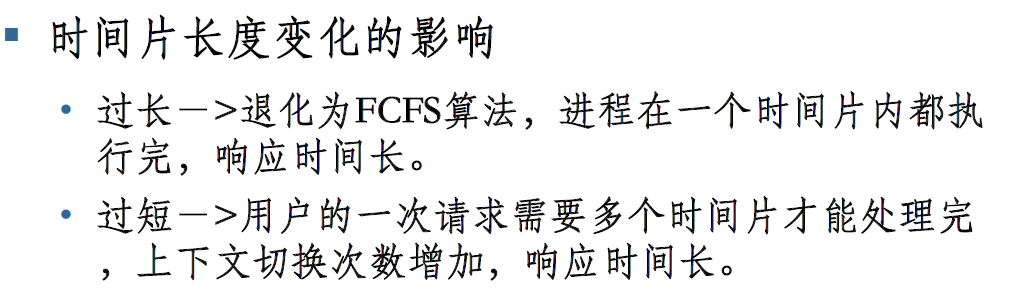 ▪ 时间片长度变化的影响
• 过长－>退化为FCFS算法，进程在一个时间片内都执
行完，响应时间长。
• 过短－>用户的一次请求需要多个时间片才能处理完
，上下文切换次数增加，响应时间长。